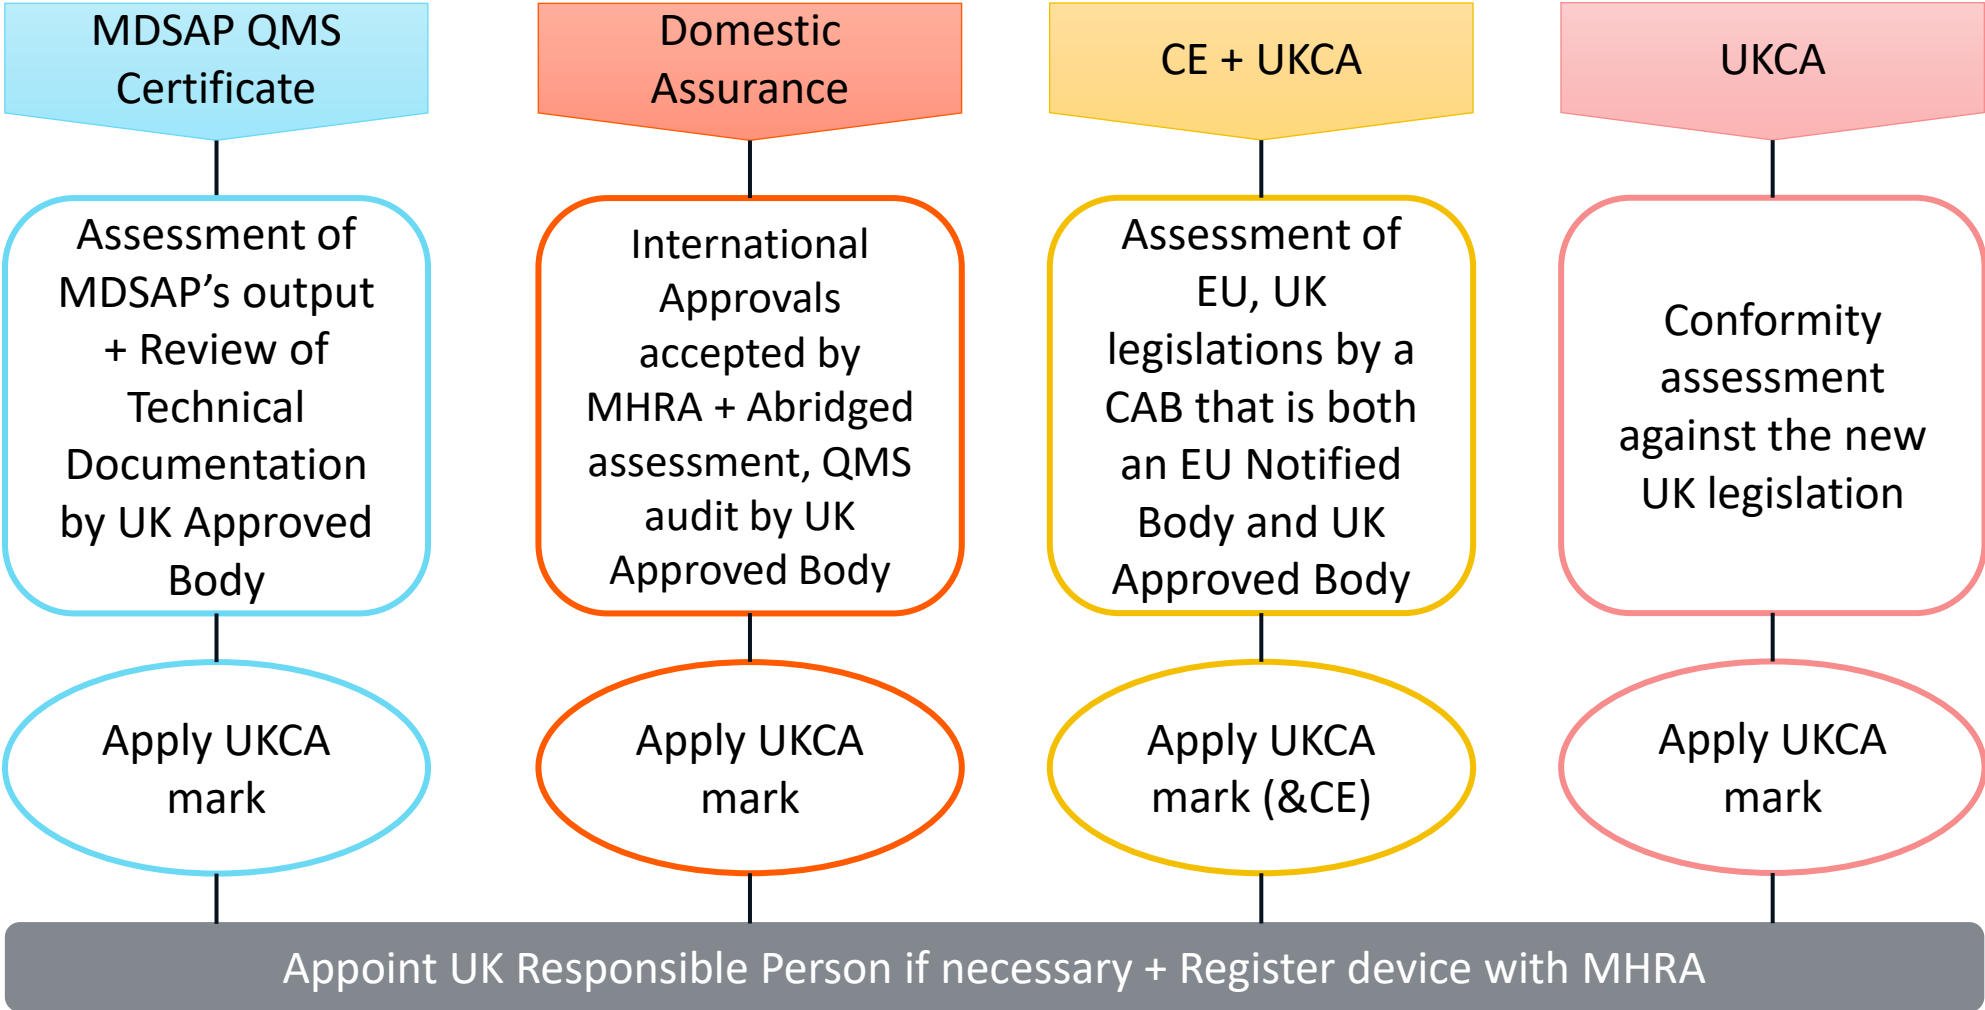 MDSAP QMS
Certificate
Assessment of
MDSAP’s output
+ Review of
Technical
Documentation
by UK Approved
Body
Apply UKCA
mark
Domestic
Assurance
International
Approvals
accepted by
MHRA + Abridged
assessment, QMS
audit by UK
Approved Body
Apply UKCA
mark
CE + UKCA
Assessment of
EU, UK
legislations by a
CAB that is both
an EU Notified
Body and UK
Approved Body
Apply UKCA
mark (&CE)
UKCA
Conformity
assessment
against the new
UK legislation
Apply UKCA
mark
Appoint UK Responsible Person if necessary + Register device with MHRA